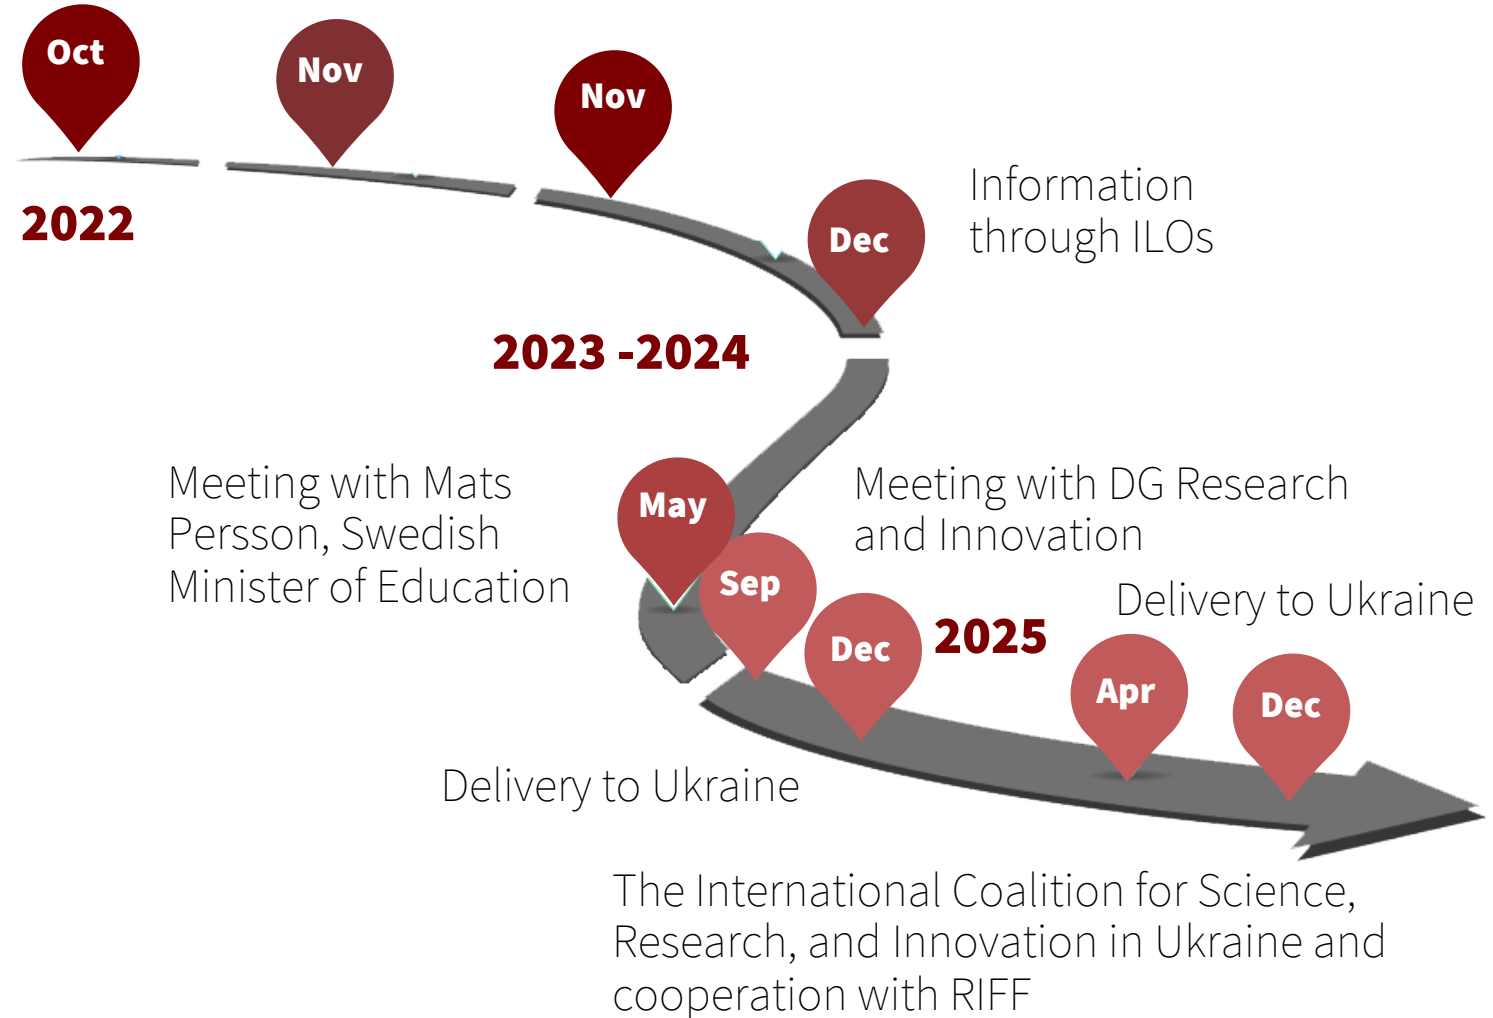 Oct
Nov
Nov
2022
Dec
Information
through ILOs
2023 -2024
Meeting with Mats
Persson, Swedish
Minister of Education
May
Meeting with DG Research
and Innovation
Sep
Dec
2025
Delivery to Ukraine
Apr
Dec
Delivery to Ukraine
The International Coalition for Science,
Research, and Innovation in Ukraine and
cooperation with RIFF